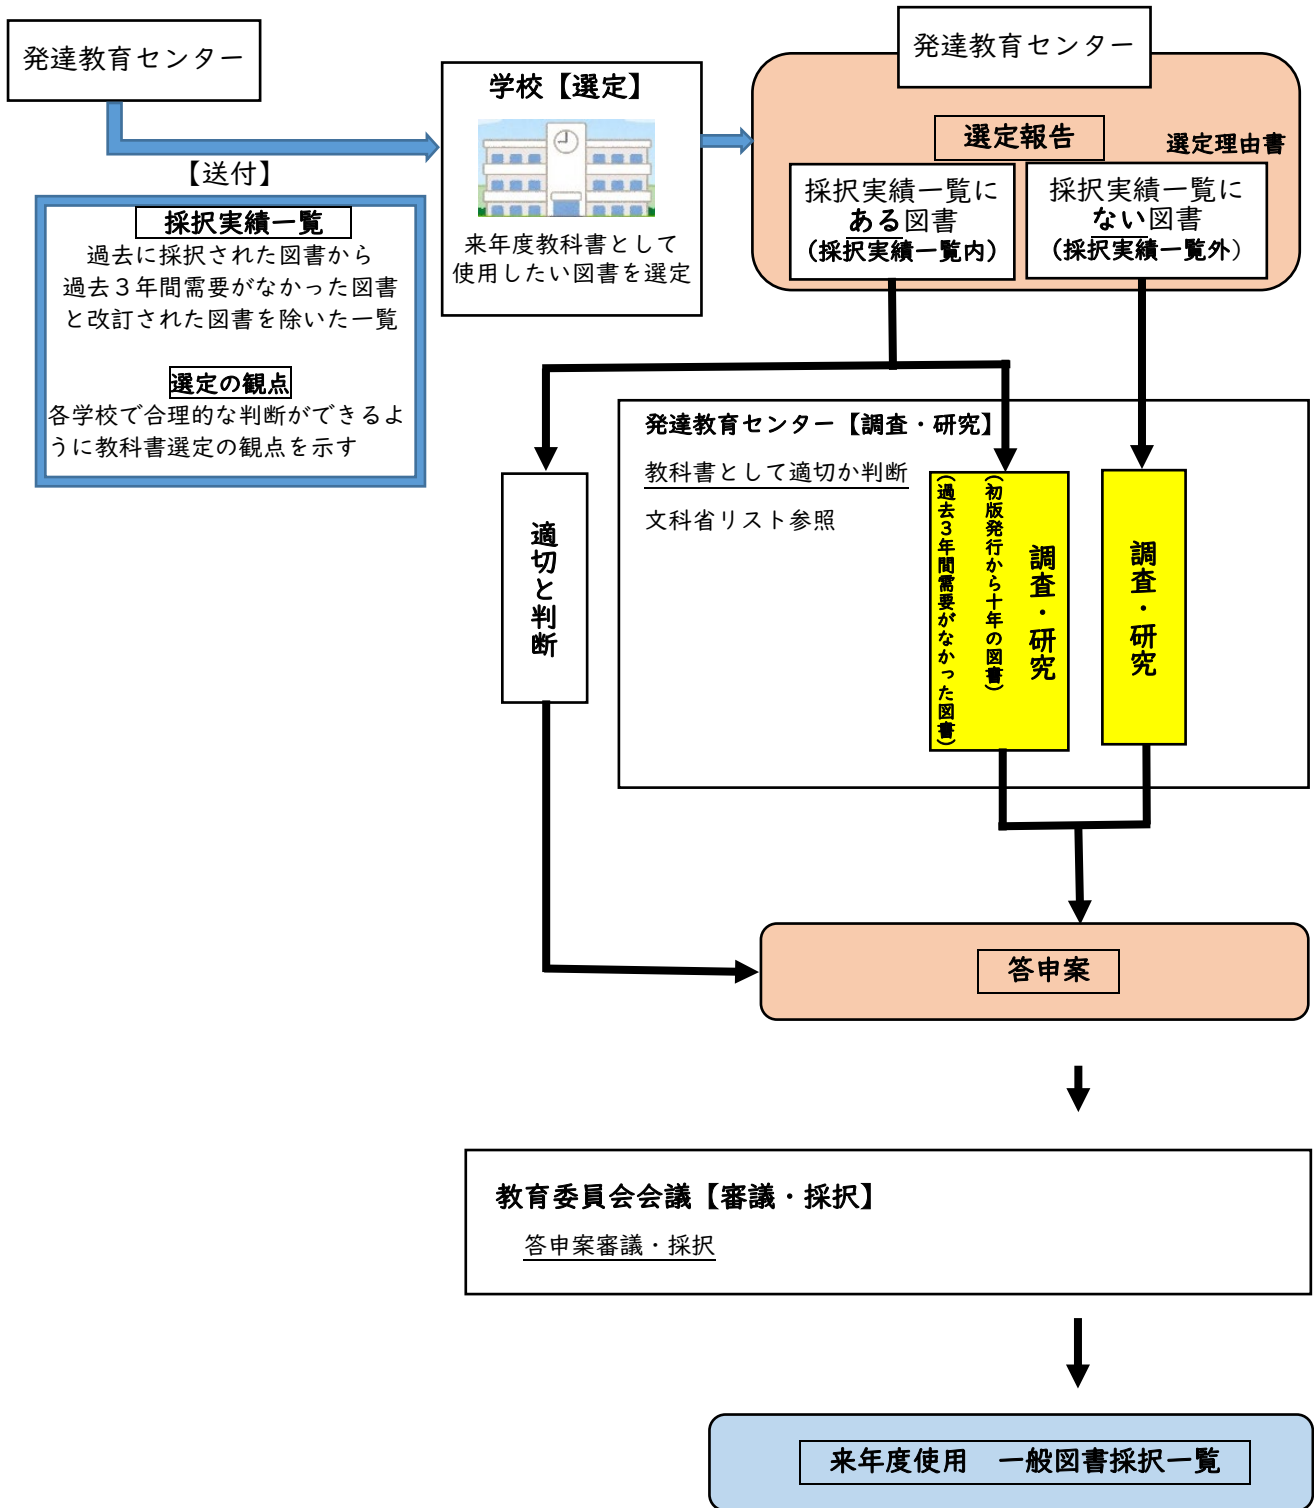 発達教育センター
【送付】
採択実績一覧
過去に採択された図書から
過去３年間需要がなかった図書
と改訂された図書を除いた一覧
選定の観点
各学校で合理的な判断ができるよ
うに教科書選定の観点を示す
学校【選定】
来年度教科書として
使用したい図書を選定
発達教育センター
選定報告
選定理由書
採択実績一覧に
ある図書
（採択実績一覧内）
採択実績一覧に
ない図書
（採択実績一覧外）
適切と判断
発達教育センター【調査・研究】
教科書として適切か判断
文科省リスト参照
調査・研究
（初版発行から十年の図書）
（過去３年間需要がなかった図書）
調査・研究
答申案
教育委員会会議【審議・採択】
答申案審議・採択
来年度使用　一般図書採択一覧